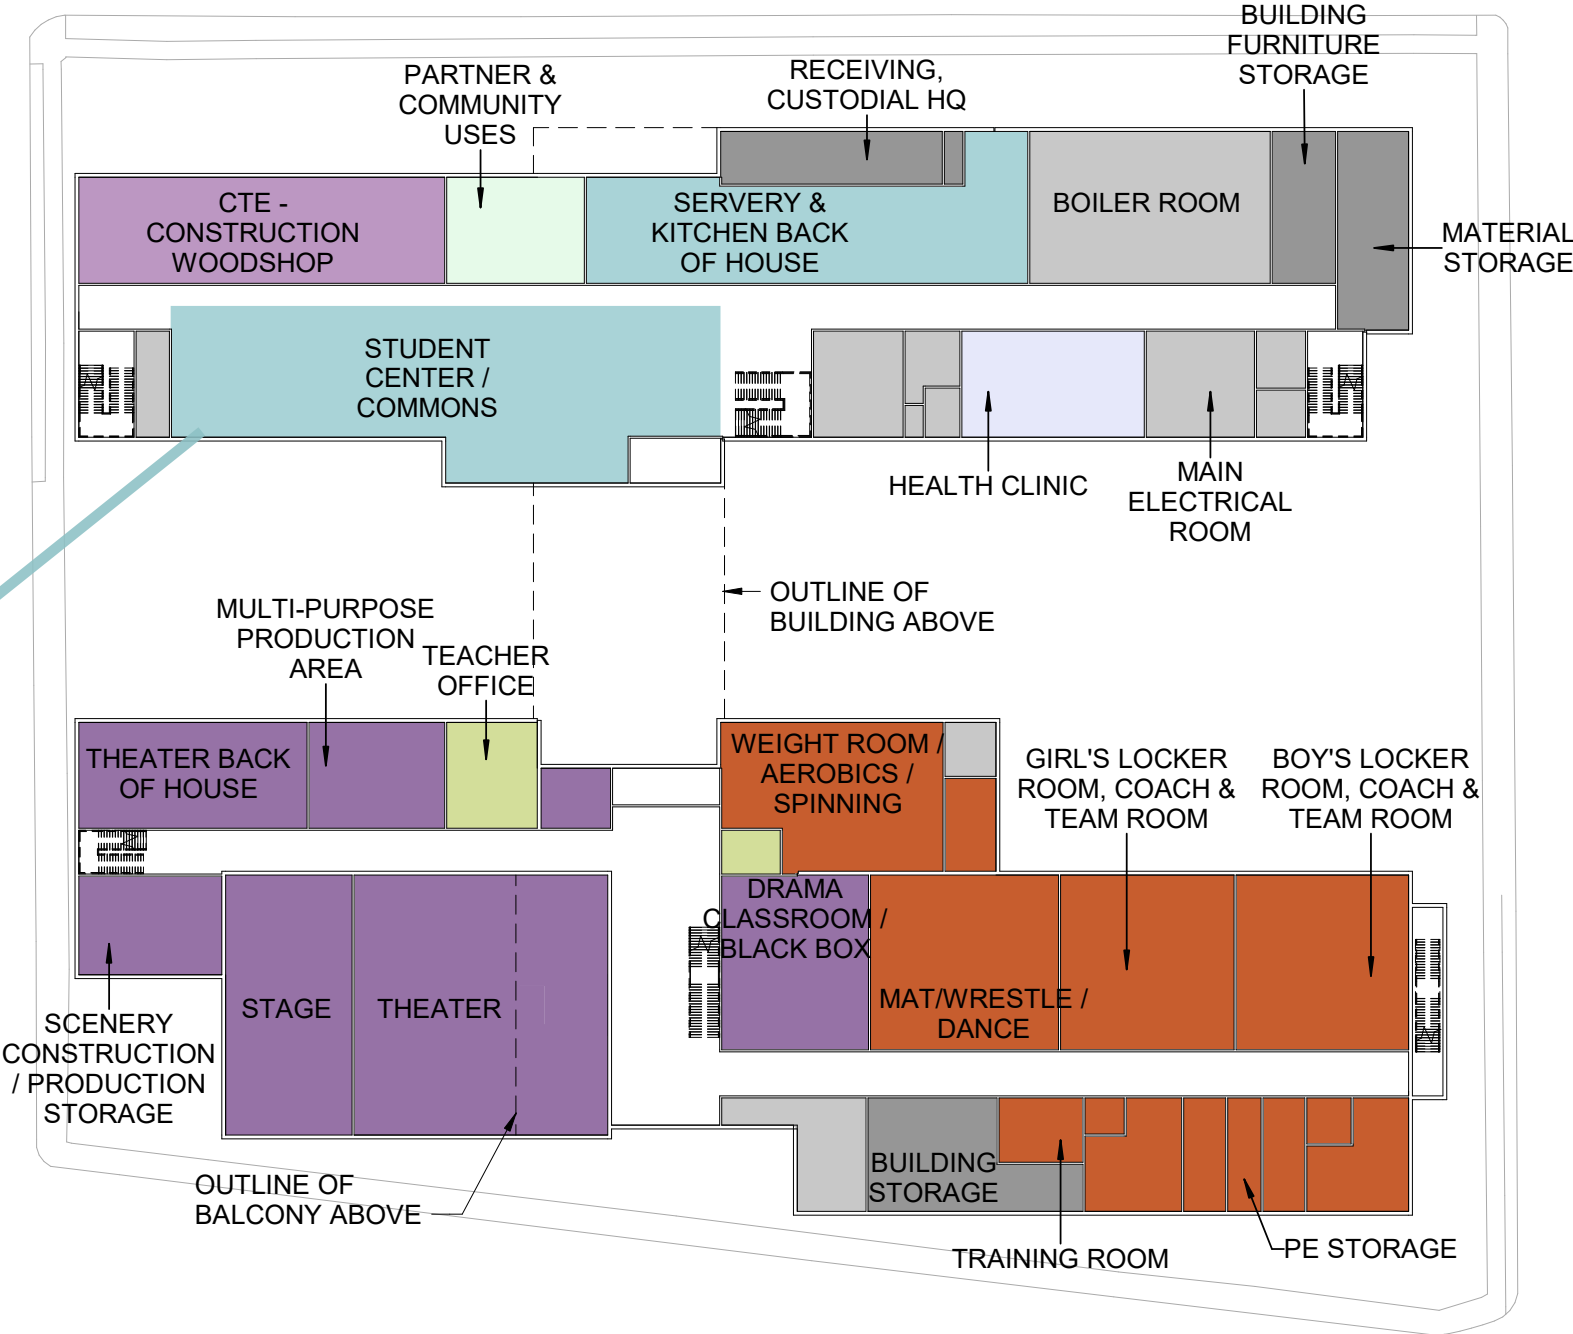 BUILDING
FURNITURE
STORAGE
PARTNER &
COMMUNITY
USES
RECEIVING,
CUSTODIAL HQ
CTE -
CONSTRUCTION
WOODSHOP
SERVERY &
KITCHEN BACK
OF HOUSE
BOILER ROOM
MATERIAL
STORAGE
STUDENT
CENTER /
COMMONS
HEALTH CLINIC
MAIN
ELECTRICAL
ROOM
OUTLINE OF
BUILDING ABOVE
MULTI-PURPOSE
PRODUCTION
AREA
TEACHER
OFFICE
THEATER BACK
OF HOUSE
WEIGHT ROOM /
AEROBICS /
SPINNING
GIRL'S LOCKER
ROOM, COACH &
TEAM ROOM
BOY'S LOCKER
ROOM, COACH &
TEAM ROOM
DRAMA
CLASSROOM /
BLACK BOX
STAGE
THEATER
MAT/WRESTLE /
DANCE
SCENERY
CONSTRUCTION
/ PRODUCTION
STORAGE
OUTLINE OF
BALCONY ABOVE
BUILDING
STORAGE
TRAINING ROOM
PE STORAGE